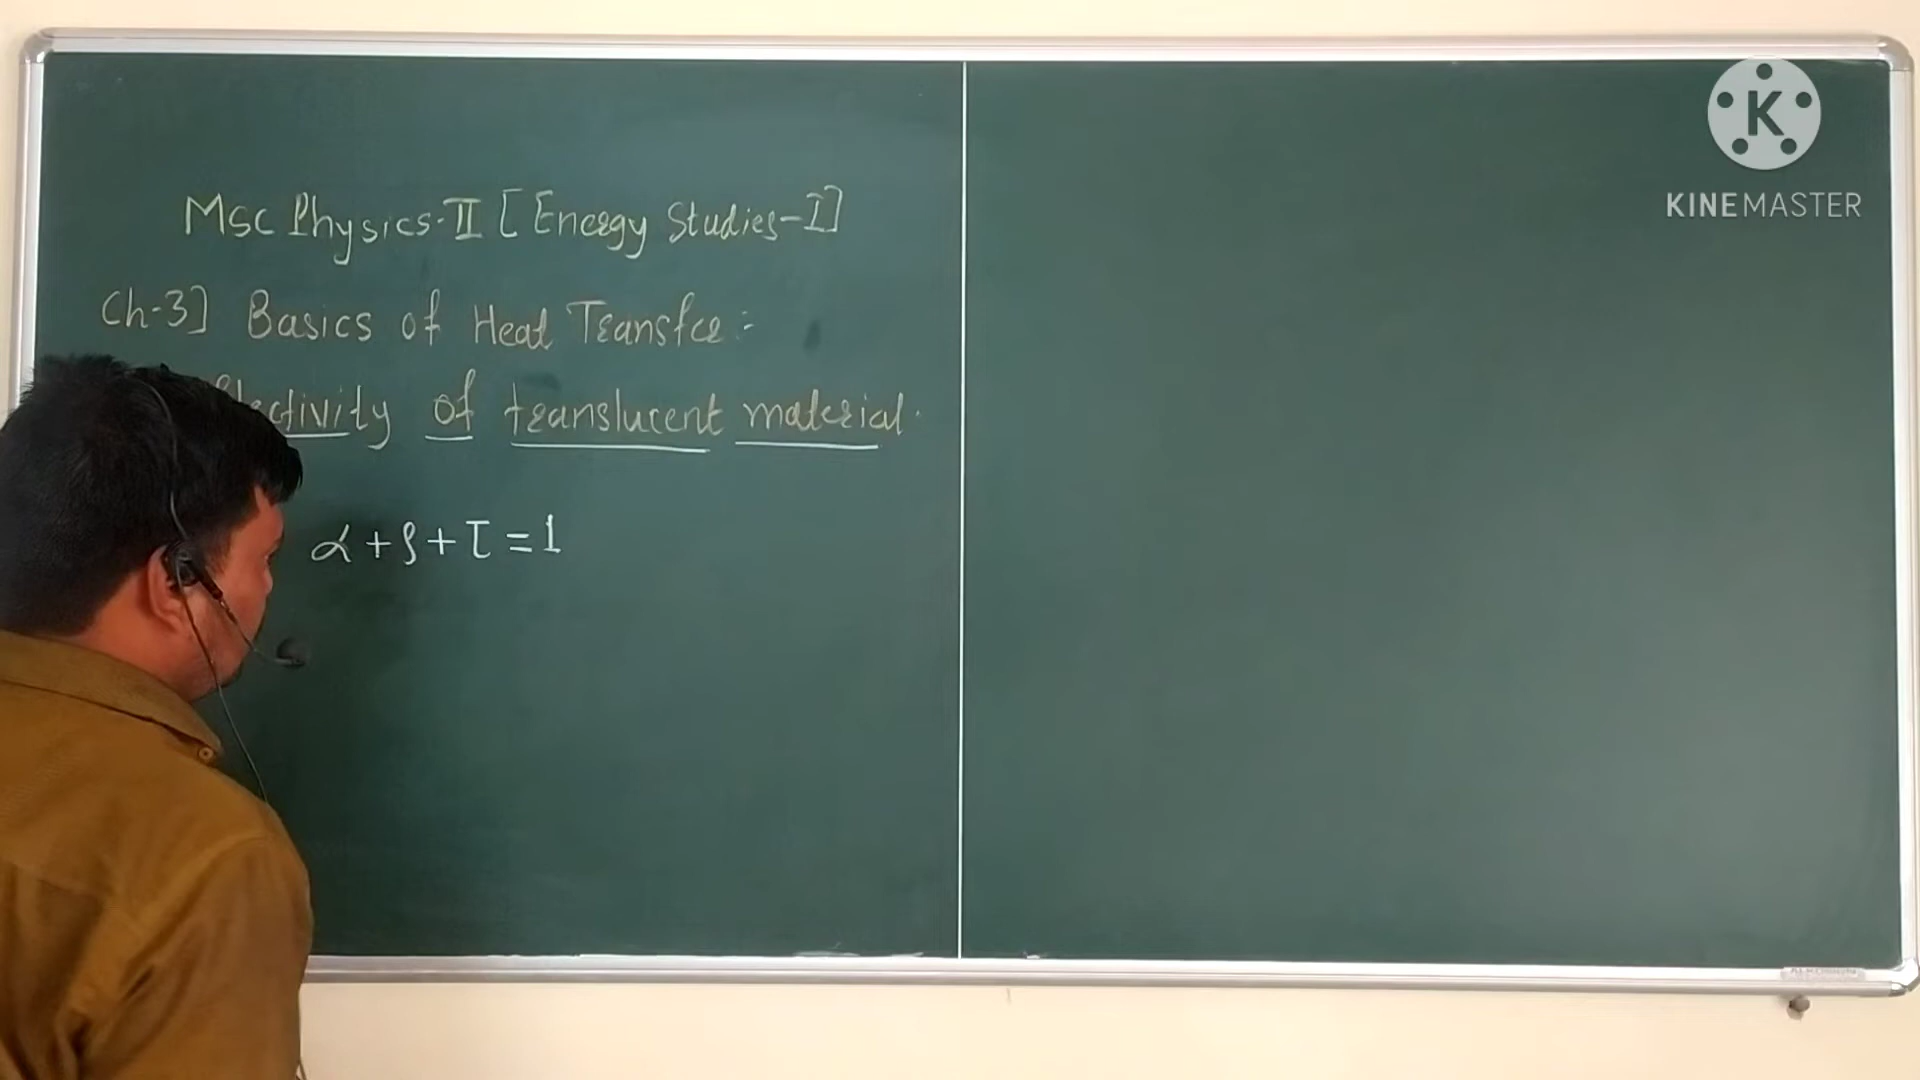 MSc Physics-II [Energy Studies-I]
Ch-3] Basics of Heat Transfer:-
of translucent material.
α+ρ+τ=1
K
KINEMASTER